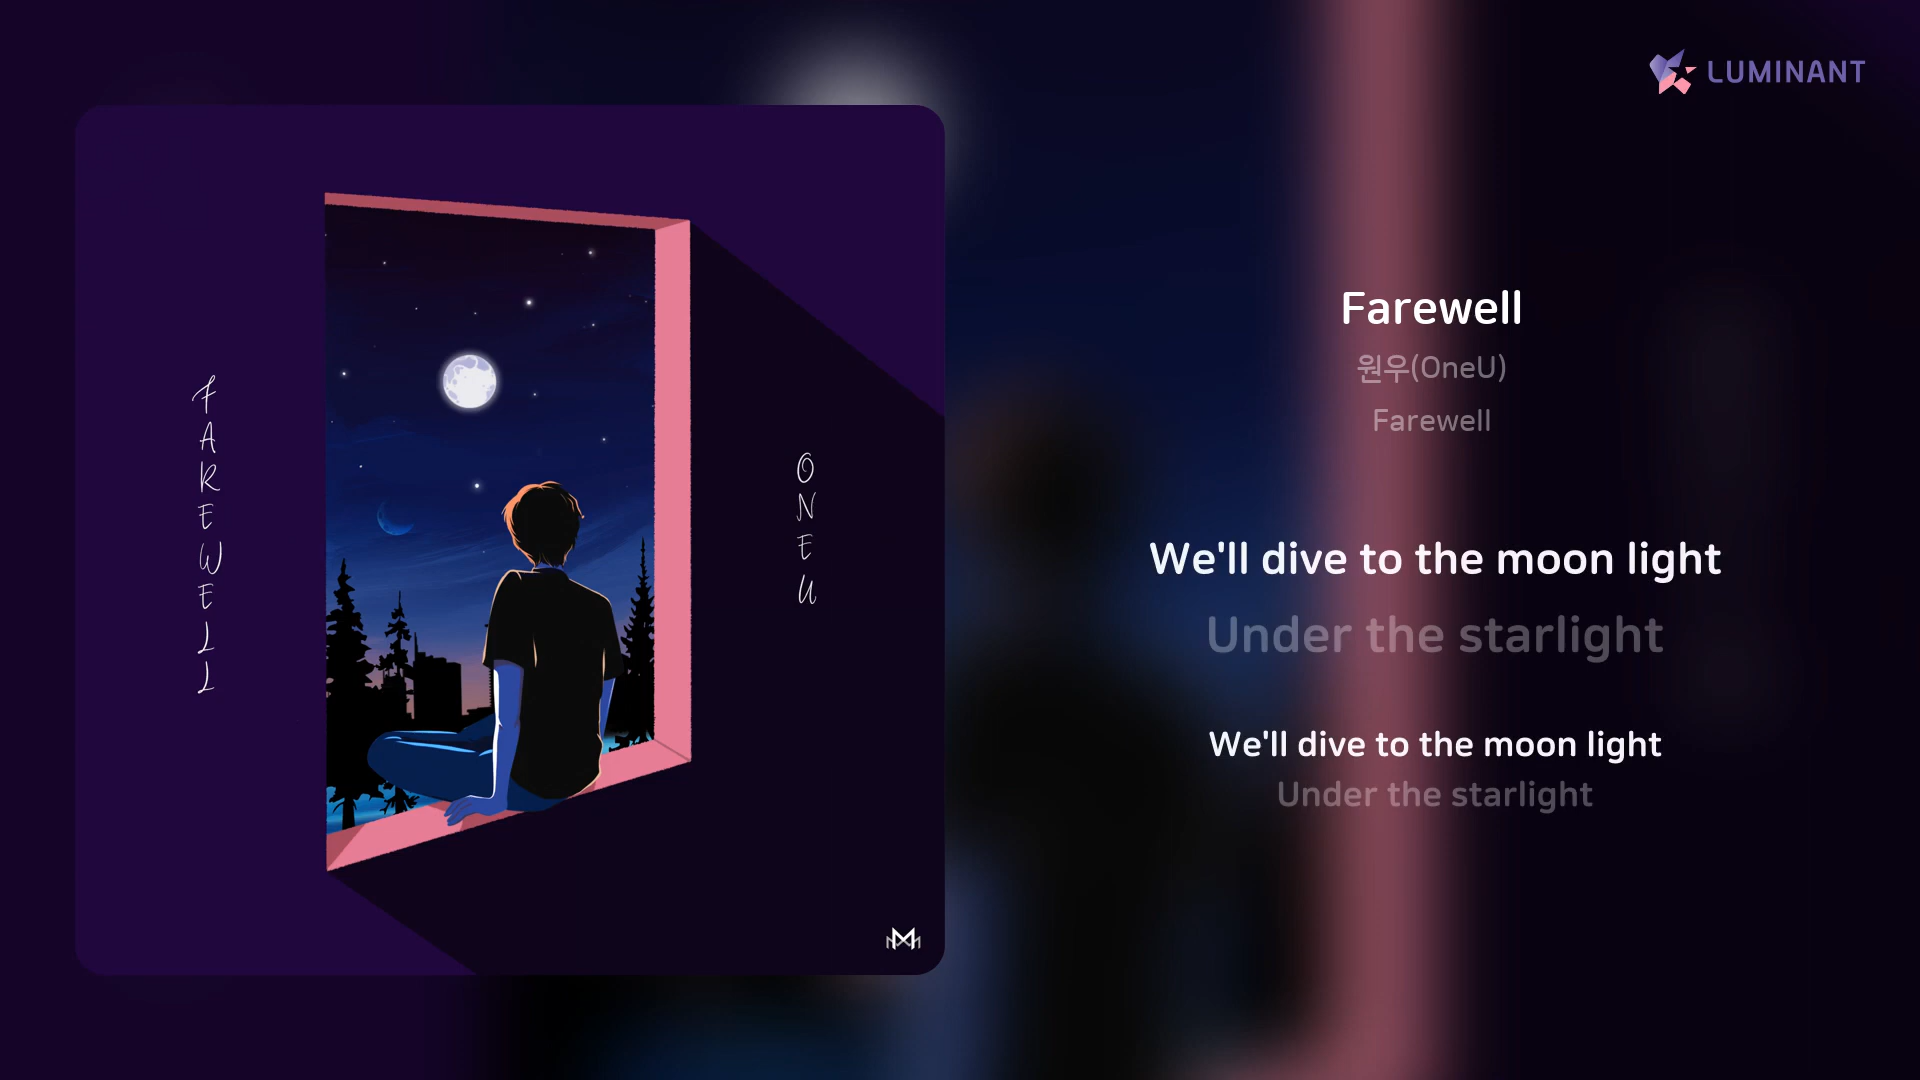 LUMINANT
FAREWELL
ONEU
Farewell
원우(OneU)
Farewell
We'll dive to the moon light
Under the starlight
We'll dive to the moon light
Under the starlight